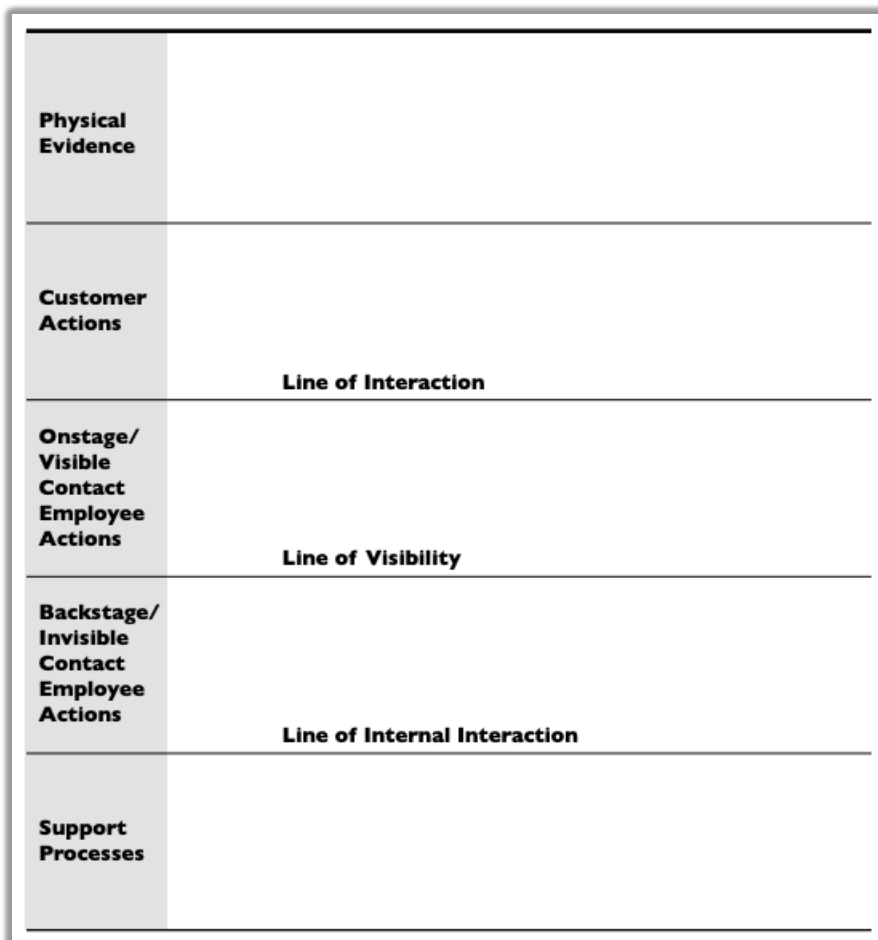 Physical
Evidence
Customer
Actions
Line of Interaction
Onstage/
Visible
Contact
Employee
Actions
Line of Visibility
Backstage/
Invisible
Contact
Employee
Actions
Line of Internal Interaction
Support
Processes